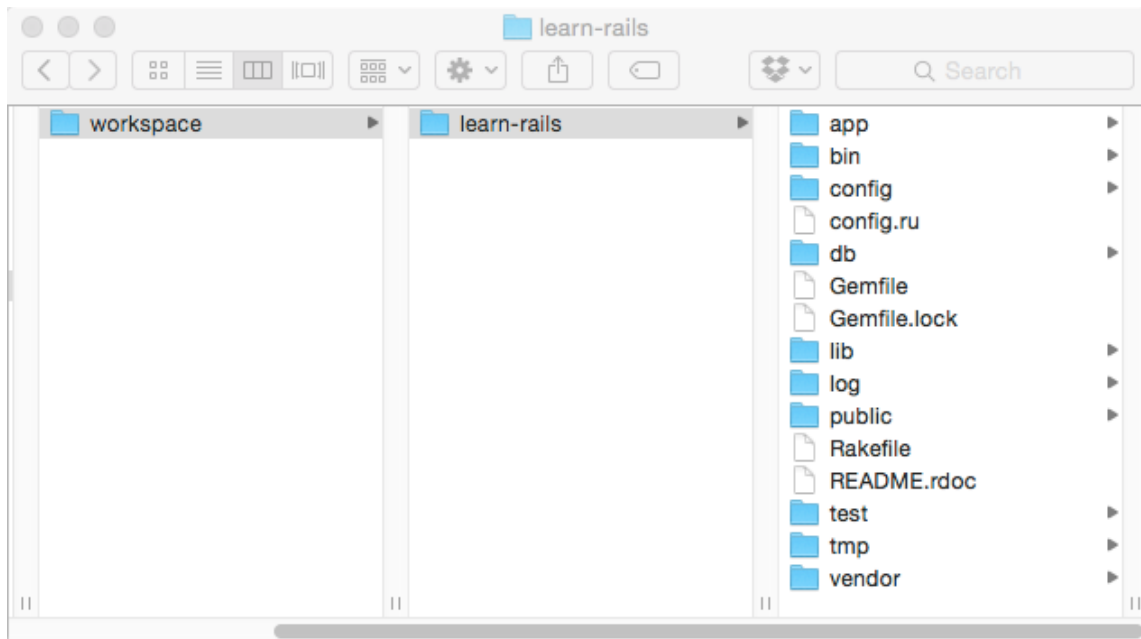 learn-rails
Search
workspace
learn-rails
app
bin
config
config.ru
db
Gemfile
Gemfile.lock
lib
log
public
Rakefile
README.rdoc
test
tmp
vendor